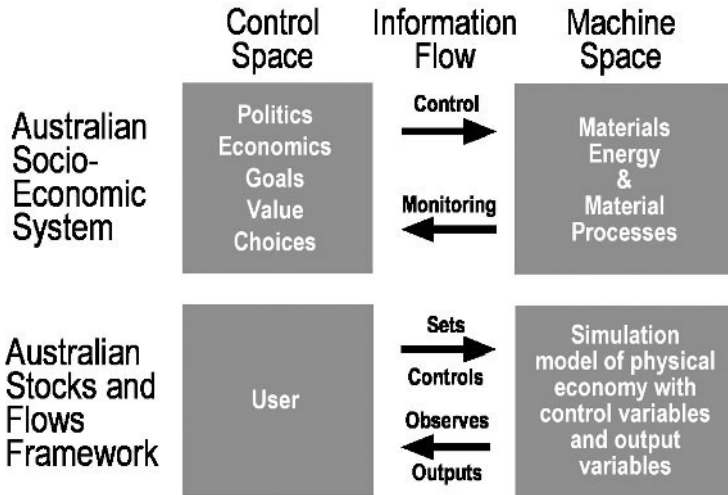 Control
Space
Information
Flow
Machine
Space
Australian
Socio-
Economic
System
Politics
Economics
Goals
Value
Choices
Control
Monitoring
Materials
Energy
&
Material
Processes
Australian
Stocks and
Flows
Framework
User
Sets
Controls
Observes
Outputs
Simulation
model of physical
economy with
control variables
and output
variables